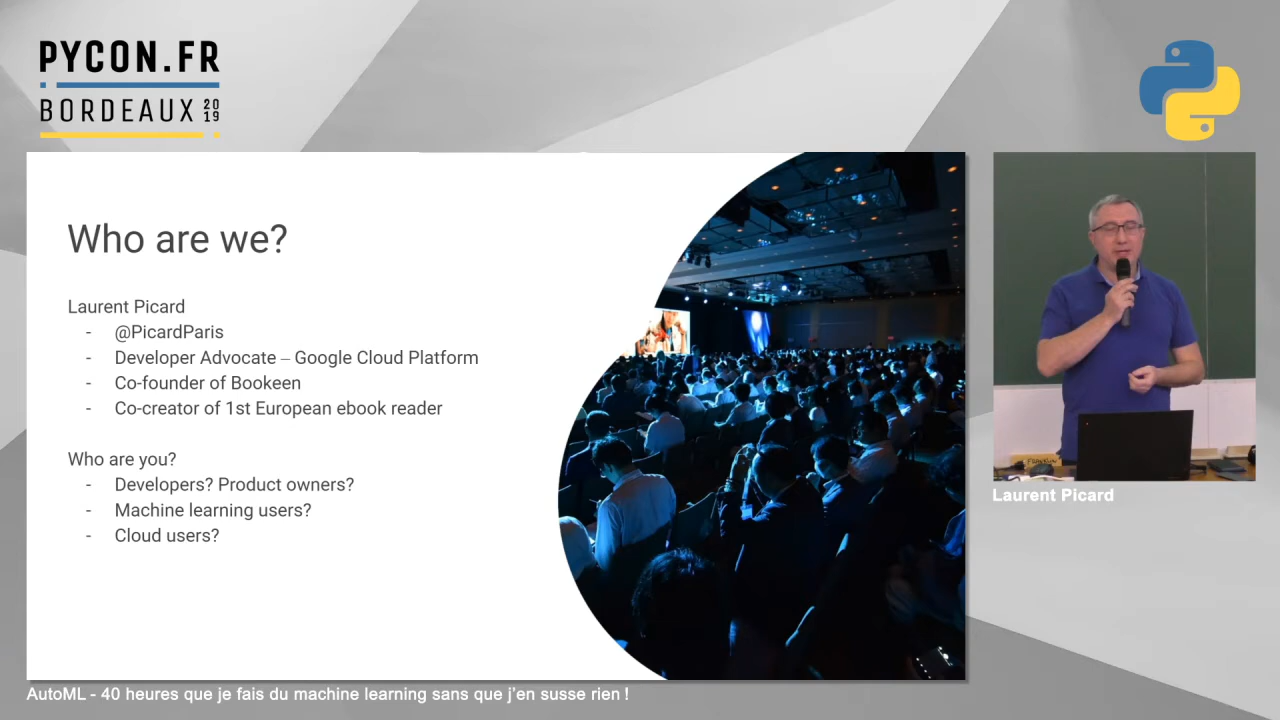 PYCON.FR
BORDEAUX 2019
Who are we?
Laurent Picard
- @PicardParis
- Developer Advocate – Google Cloud Platform
- Co-founder of Bookeen
- Co-creator of 1st European ebook reader
Who are you?
- Developers? Product owners?
- Machine learning users?
- Cloud users?
Laurent Picard
AutoML - 40 heures que je fais du machine learning sans que j'en susse rien !